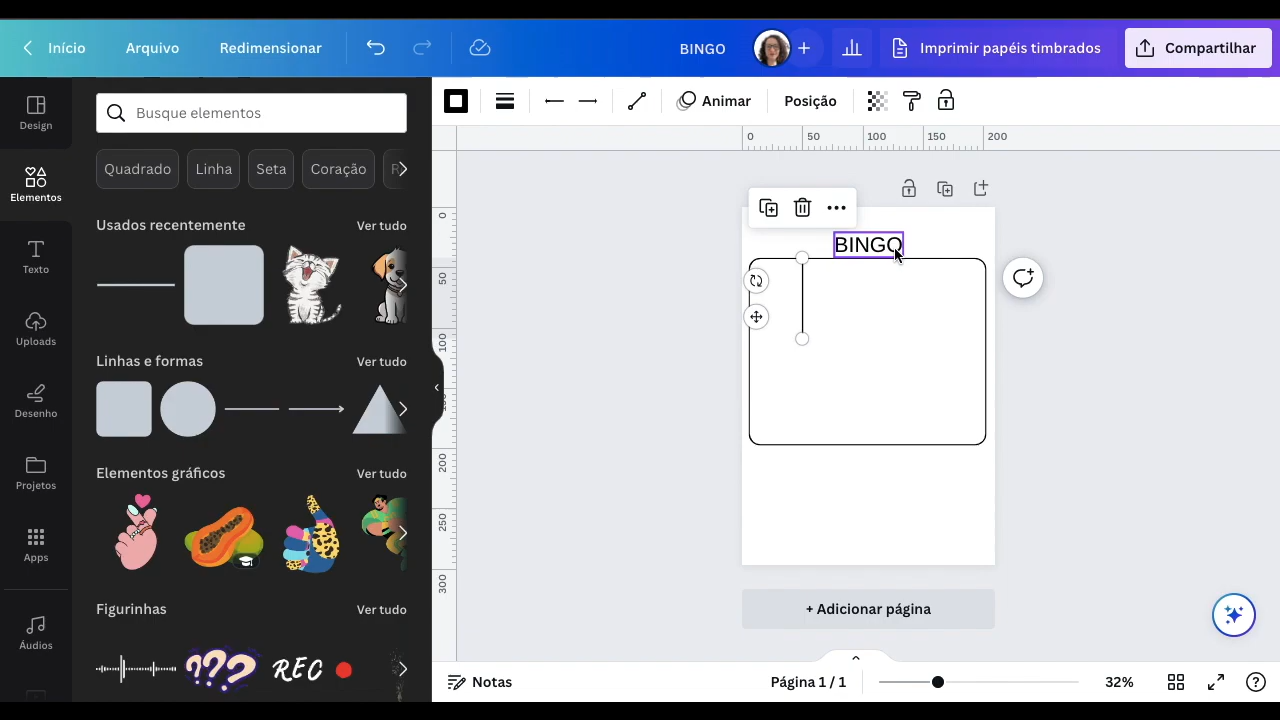 Início Arquivo Redimensionar BINGO Imprimir papéis timbrados Compartilhar
Animar Posição
Design
Elementos
Texto
Uploads
Desenho
Projetos
Apps
Áudios
Busque elementos
Quadrado Linha Seta Coração R
Usados recentemente Ver tudo
Linhas e formas Ver tudo
Elementos gráficos Ver tudo
Figurinhas Ver tudo
??? REC
0 50 100 150 200
0
50
100
200
250
300
BINGO
+ Adicionar página
Notas Página 1 / 1 32%